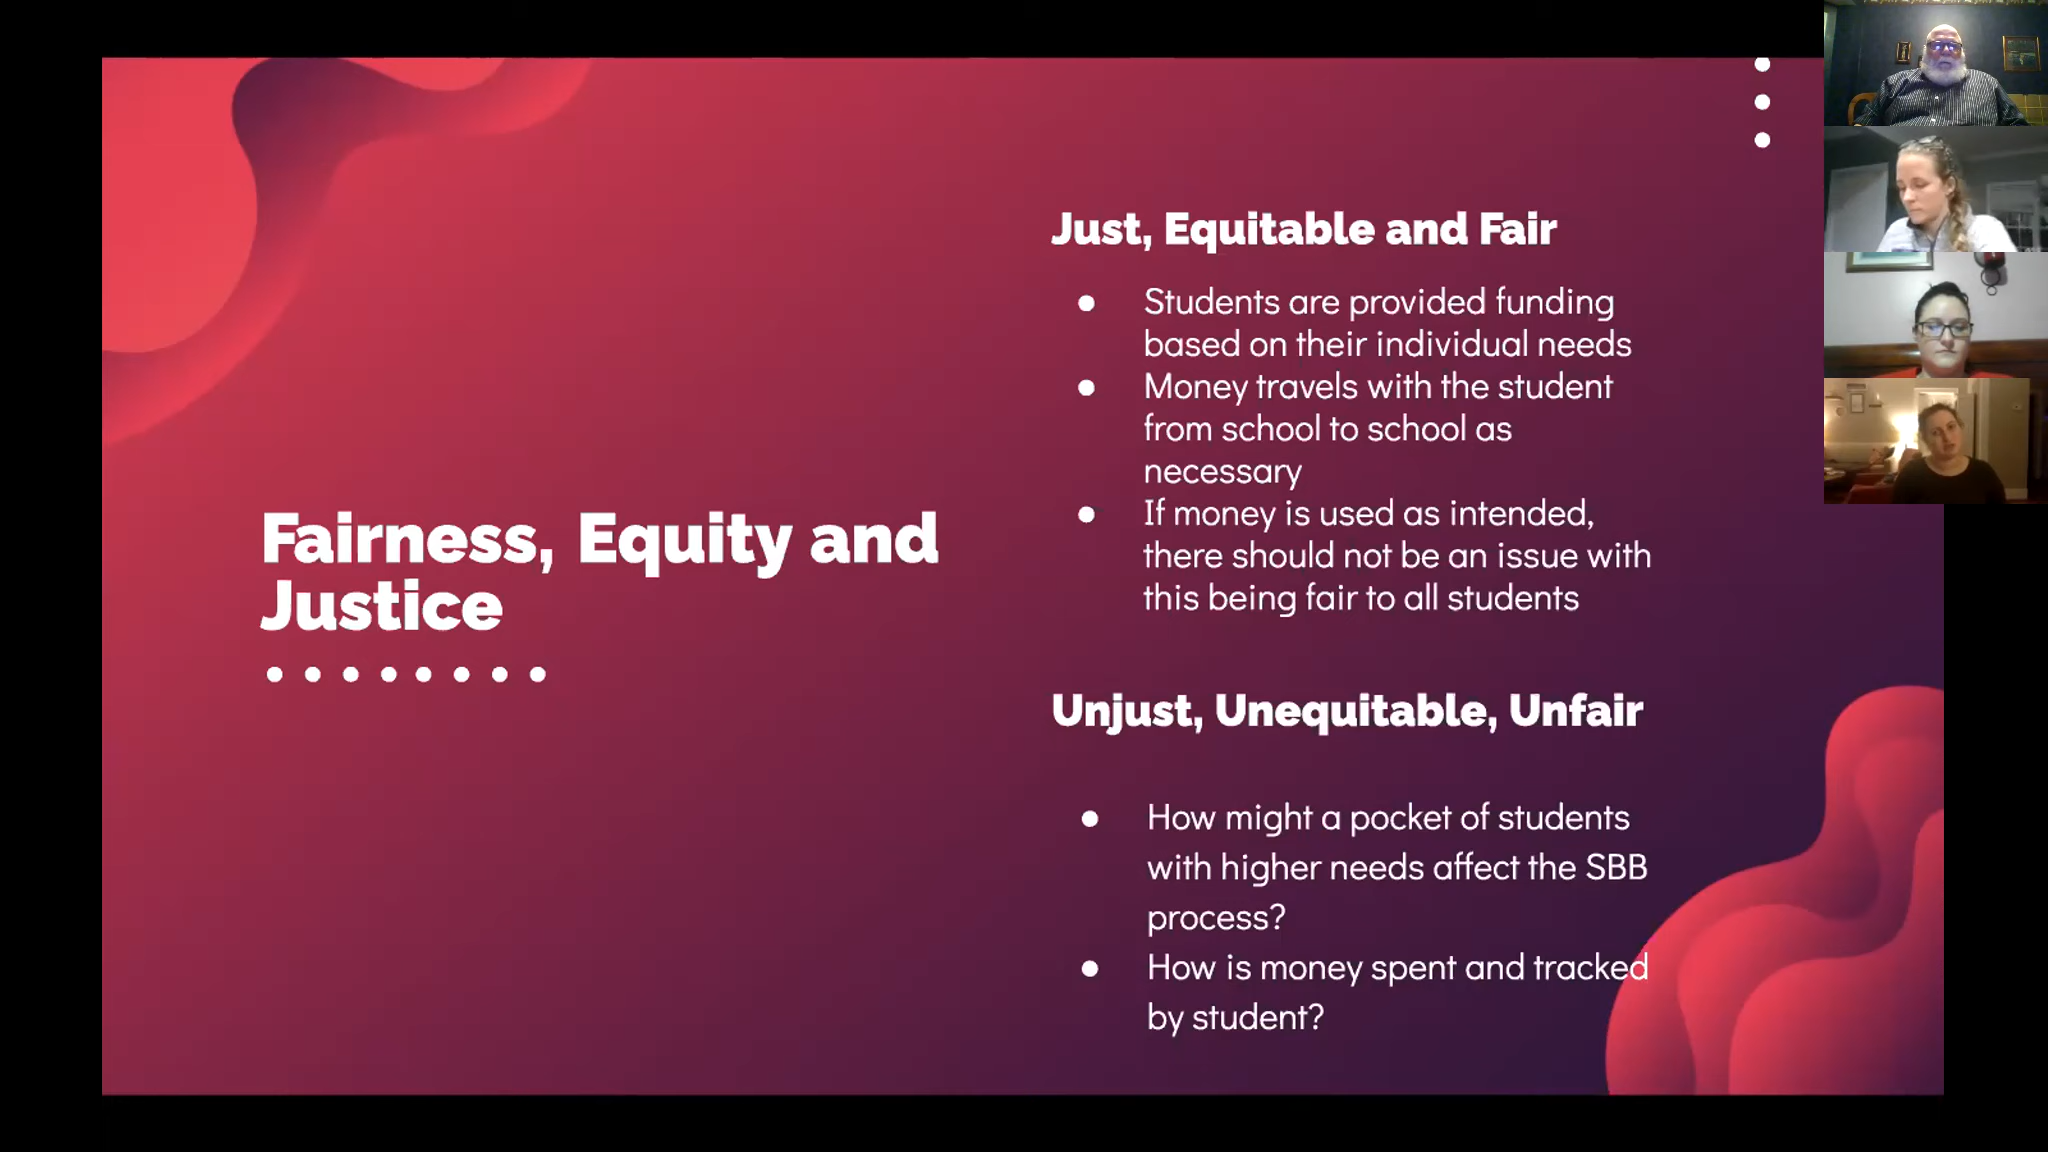 Fairness, Equity and
Justice
Just, Equitable and Fair
● Students are provided funding
based on their individual needs
● Money travels with the student
from school to school as
necessary
● If money is used as intended,
there should not be an issue with
this being fair to all students
Unjust, Unequitable, Unfair
● How might a pocket of students
with higher needs affect the SBB
process?
● How is money spent and tracked
by student?